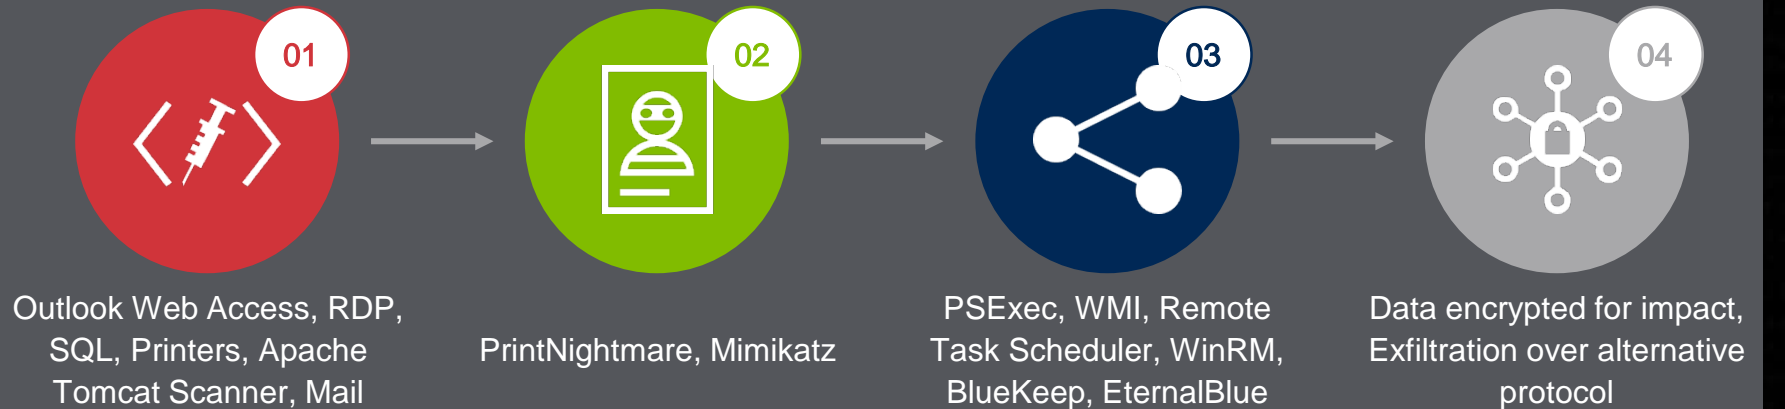 01
Outlook Web Access, RDP,
SQL, Printers, Apache
Tomcat Scanner, Mail
02
PrintNightmare, Mimikatz
03
PSExec, WMI, Remote
Task Scheduler, WinRM,
BlueKeep, EternalBlue
04
Data encrypted for impact,
Exfiltration over alternative
protocol